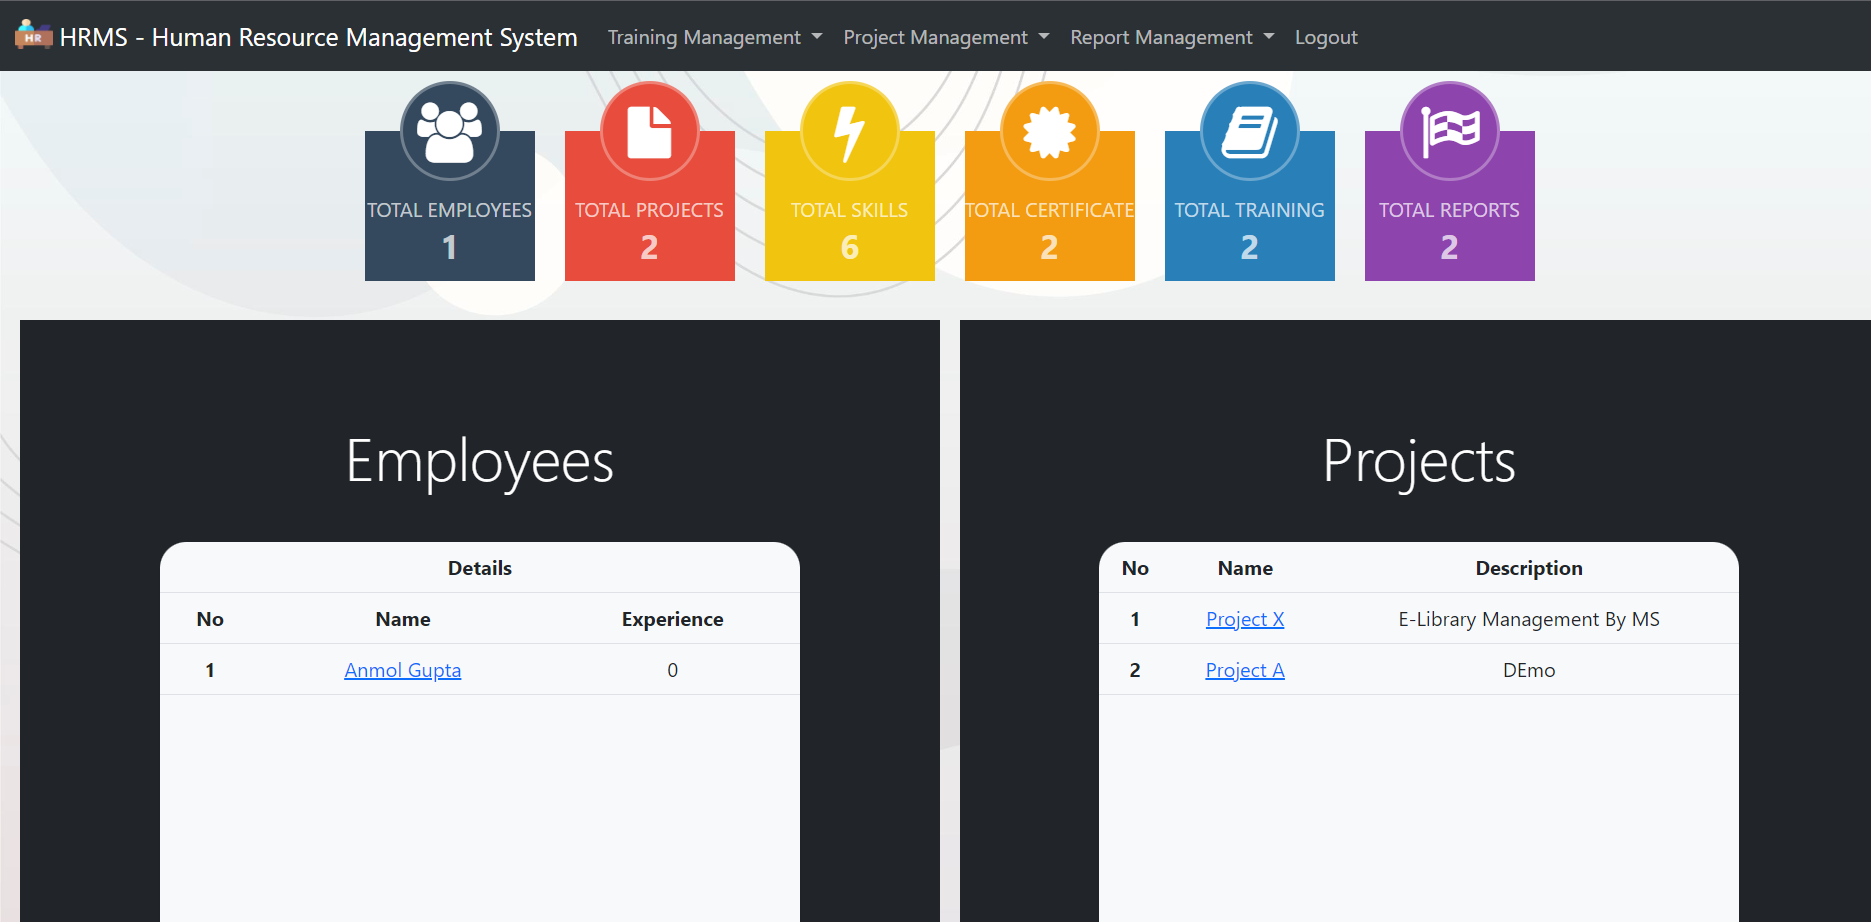 HR HRMS - Human Resource Management System Training Management Project Management Report Management Logout
TOTAL EMPLOYEES
1
TOTAL PROJECTS
2
TOTAL SKILLS
6
TOTAL CERTIFICATE
2
TOTAL TRAINING
2
TOTAL REPORTS
2
Employees
Details
No Name Experience
1 Anmol Gupta 0
Projects
No Name Description
1 Project X E-Library Management By MS
2 Project A DEmo